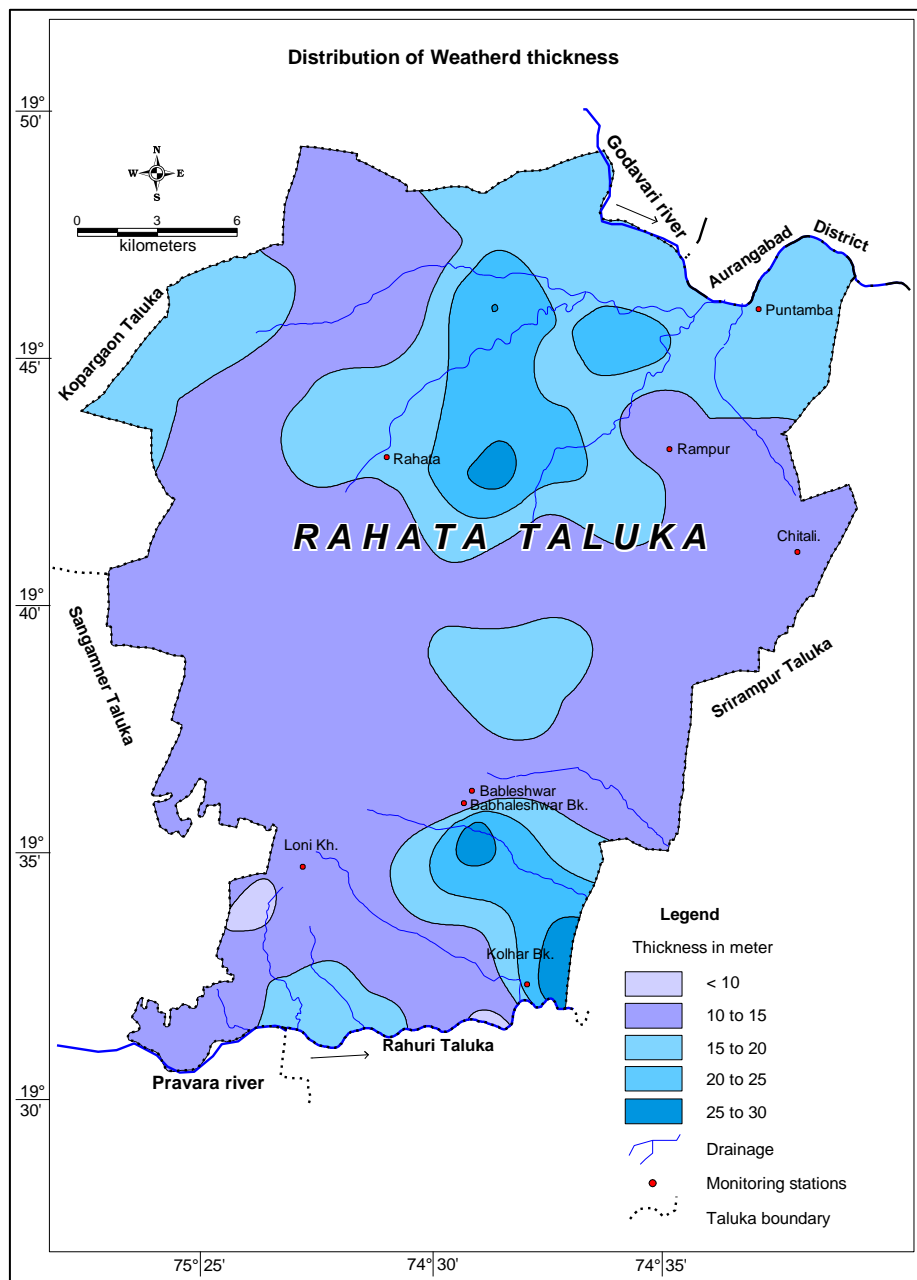 Distribution of Weatherd thickness
19°
50'
N
W E
S
0 3 6
kilometers
Godavari river
Aurangabad District
Puntamba
Kopargaon Taluka
19°
45'
Rahata
Rampur
RAHATA TALUKA
Chitali.
19°
40'
Sangamner Taluka
Srirampur Taluka
Bableshwar
Babhaleshwar Bk.
19°
35'
Loni Kh.
Kolhar Bk.
Rahuri Taluka
Pravara river
19°
30'
Legend
Thickness in meter
< 10
10 to 15
15 to 20
20 to 25
25 to 30
Drainage
Monitoring stations
Taluka boundary
75°25' 74°30' 74°35'